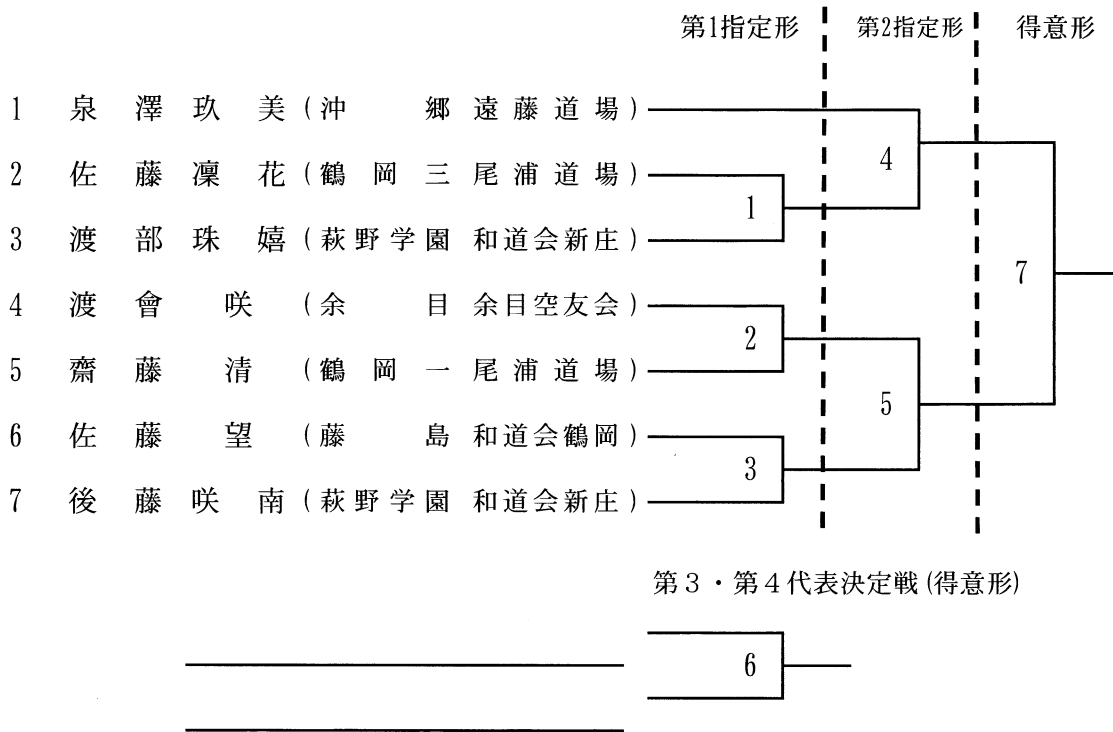 第1指定形 第2指定形 得意形
1 泉澤玖美(沖郷遠藤道場)
4
2 佐藤凜花(鶴岡三尾浦道場)
1
3 渡部珠嬉(萩野学園 和道会新庄)
7
4 渡會咲(余目余目空友会)
2
5 齋藤清(鶴岡一尾浦道場)
5
6 佐藤望(藤島和道会鶴岡)
3
7 後藤咲南(萩野学園 和道会新庄)
第3・第4代表決定戦(得意形)
6